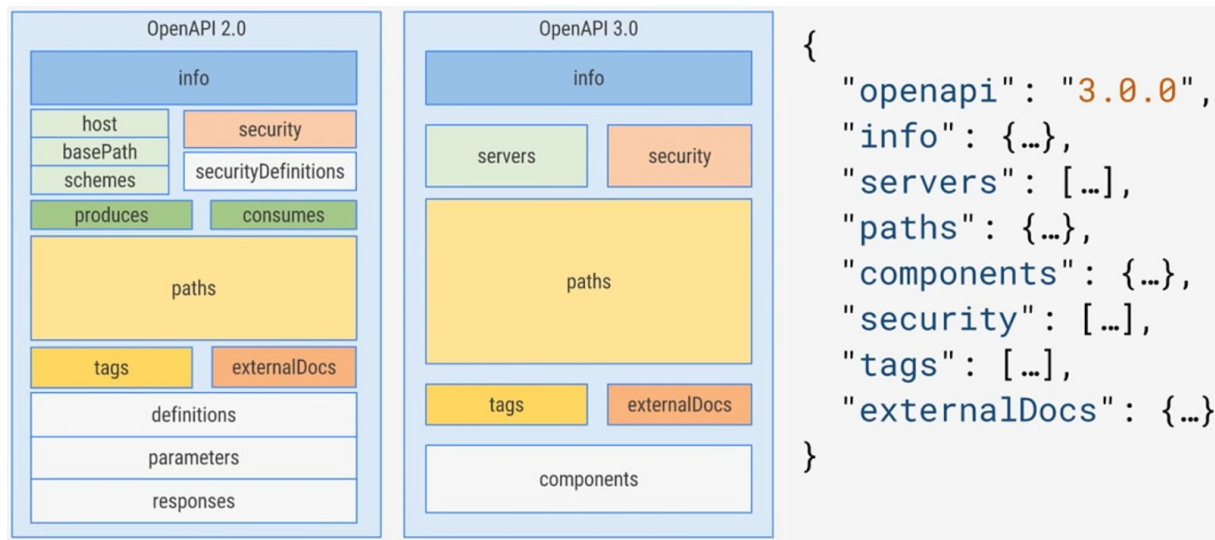 OpenAPI 2.0
info
host
basePath
schemes
security
securityDefinitions
produces
consumes
paths
tags
externalDocs
definitions
parameters
responses
OpenAPI 3.0
info
servers
security
paths
tags
externalDocs
components
{
"openapi": "3.0.0",
"info": {…},
"servers": […],
"paths": {…},
"components": {…},
"security": […],
"tags": […],
"externalDocs": {…}
}